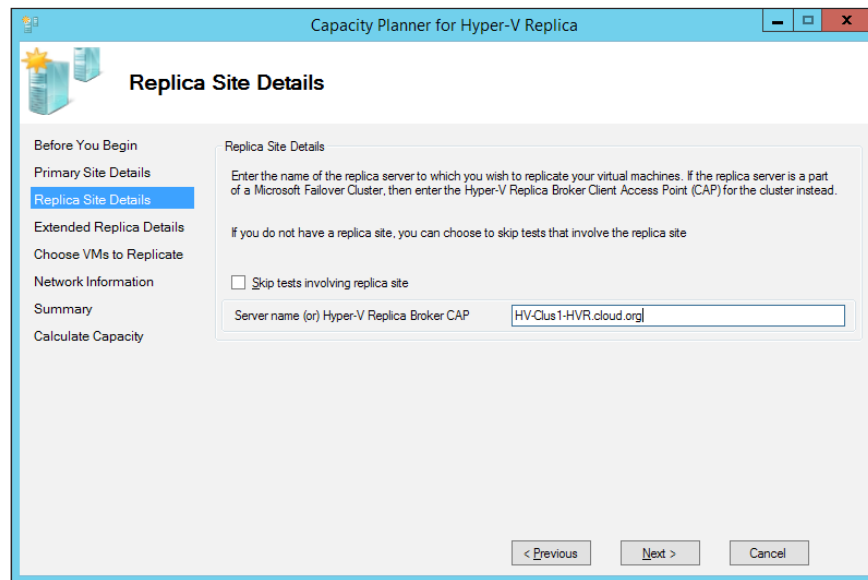 Capacity Planner for Hyper-V Replica
Replica Site Details
Before You Begin
Primary Site Details
Replica Site Details
Extended Replica Details
Choose VMs to Replicate
Network Information
Summary
Calculate Capacity
Replica Site Details
Enter the name of the replica server to which you wish to replicate your virtual machines. If the replica server is a part
of a Microsoft Failover Cluster, then enter the Hyper-V Replica Broker Client Access Point (CAP) for the cluster instead.
If you do not have a replica site, you can choose to skip tests that involve the replica site
Skip tests involving replica site
Server name (or) Hyper-V Replica Broker CAP
HV-Clus1-HVR.cloud.org
< Previous
Next >
Cancel